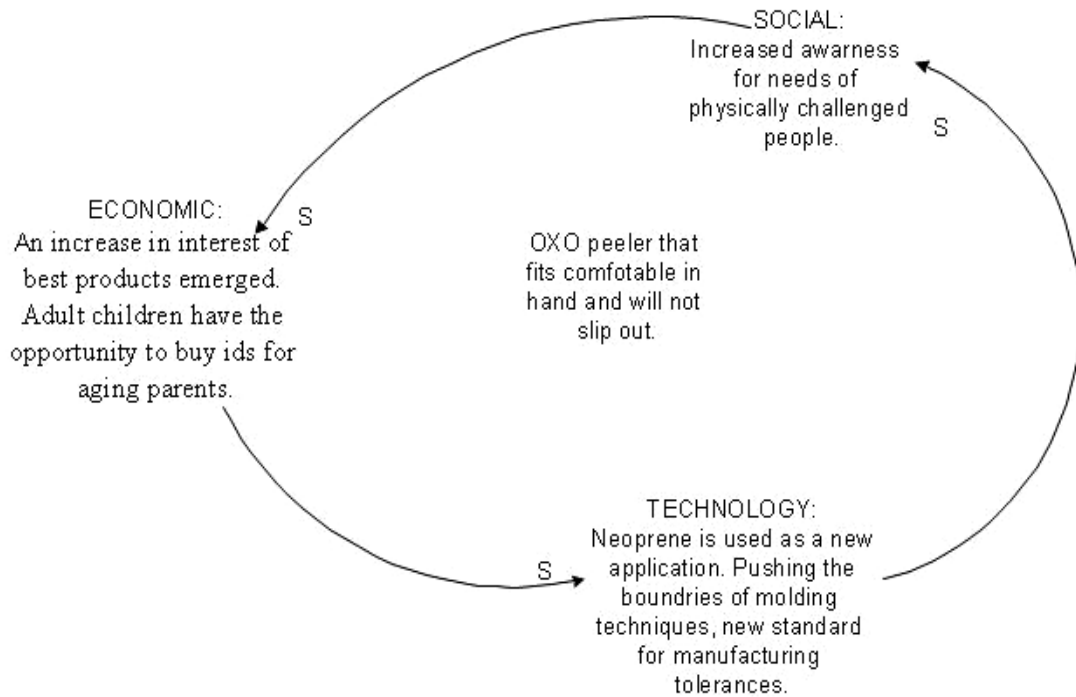 SOCIAL:
Increased awarness
for needs of
physically challenged
people.
S
ECONOMIC:
S
An increase in interest of
best products emerged.
Adult children have the
opportunity to buy ids for
aging parents.
OXO peeler that
fits comfotable in
hand and will not
slip out.
TECHNOLOGY:
Neoprene is used as a new
application. Pushing the
boundries of molding
techniques, new standard
for manufacturing
tolerances.
S